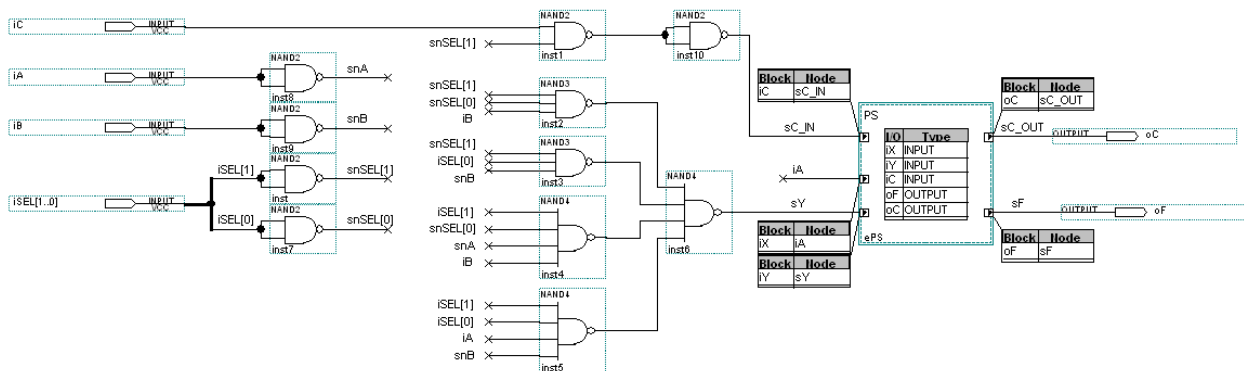 iC
INPUT
VCC
NAND2
snSEL[1]
inst1
NAND2
inst10
iA
INPUT
VCC
NAND2
snA
inst8
iB
INPUT
VCC
NAND2
snB
inst9
iSEL[1..0]
INPUT
VCC
iSEL[1]
NAND2
snSEL[1]
inst
iSEL[0]
NAND2
snSEL[0]
inst7
NAND3
snSEL[1]
snSEL[0]
iB
inst2
NAND3
snSEL[1]
iSEL[0]
snB
inst3
NAND4
iSEL[1]
snSEL[0]
snA
iB
inst4
NAND4
iSEL[1]
iSEL[0]
iA
snB
inst5
NAND4
inst6
Block Node
iC sC_IN
sC_IN
iA
sY
Block Node
iX iA
Block Node
iY sY
PS
I/O Type
iX INPUT
iY INPUT
iC INPUT
oF OUTPUT
oC OUTPUT
ePS
Block Node
oC sC_OUT
sC_OUT
OUTPUT
oC
sF
OUTPUT
oF
Block Node
oF sF